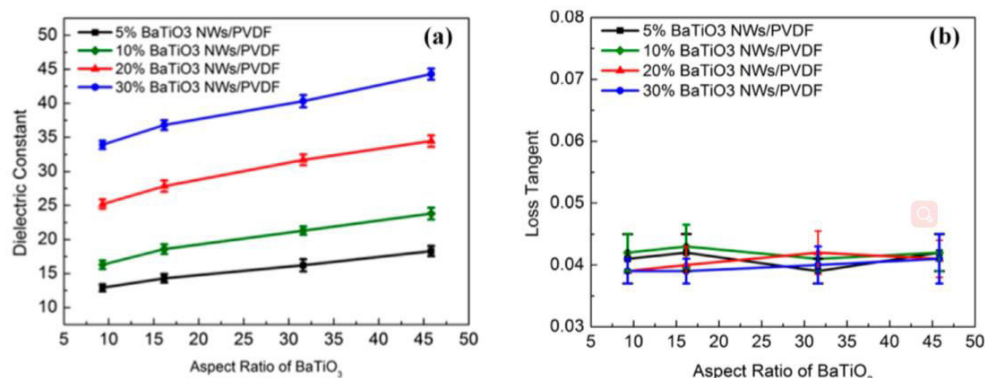 50
45
40
35
30
25
20
15
10
Dielectric Constant
5% BaTiO3 NWs/PVDF
10% BaTiO3 NWs/PVDF
20% BaTiO3 NWs/PVDF
30% BaTiO3 NWs/PVDF
(a)
5 10 15 20 25 30 35 40 45 50
Aspect Ratio of BaTiO₃
0.08
0.07
0.06
0.05
0.04
0.03
Loss Tangent
5% BaTiO3 NWs/PVDF
10% BaTiO3 NWs/PVDF
20% BaTiO3 NWs/PVDF
30% BaTiO3 NWs/PVDF
(b)
5 10 15 20 25 30 35 40 45 50
Aspect Ratio of BaTiO